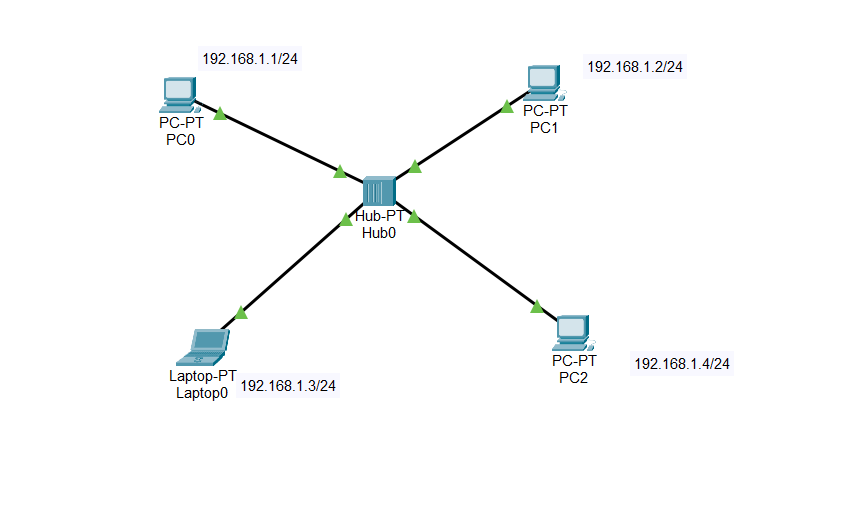 192.168.1.1/24
PC-PT
PC0
192.168.1.2/24
PC-PT
PC1
Hub-PT
Hub0
Laptop-PT
Laptop0
192.168.1.3/24
PC-PT
PC2
192.168.1.4/24